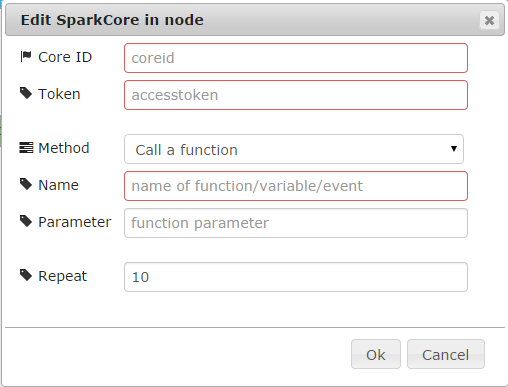 Edit SparkCore in node
Core ID coreid
Token accesstoken
Method Call a function
Name name of function/variable/event
Parameter function parameter
Repeat 10
Ok Cancel